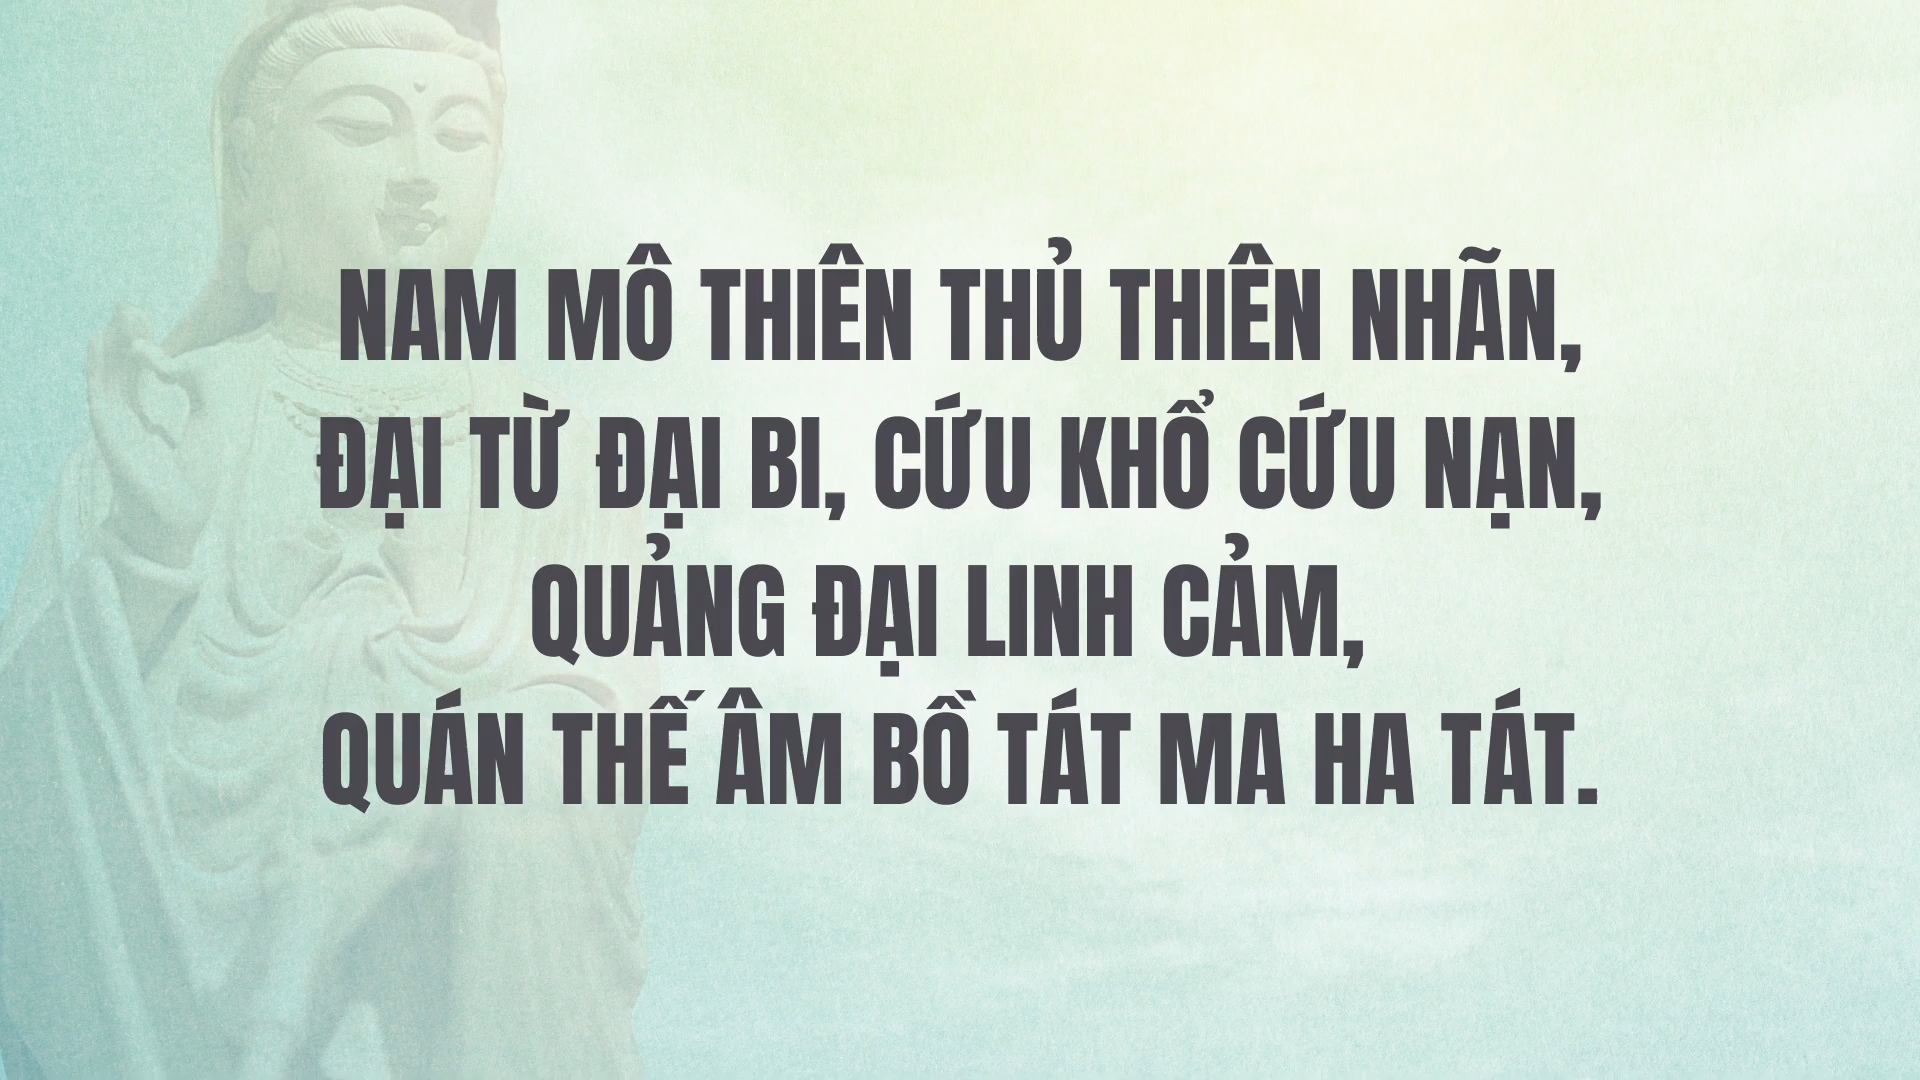 NAM MÔ THIÊN THỦ THIÊN NHÃN,
ĐẠI TỪ ĐẠI BI, CỨU KHỔ CỨU NẠN,
QUẢNG ĐẠI LINH CẢM,
QUÁN THẾ ÂM BỒ TÁT MA HA TÁT.